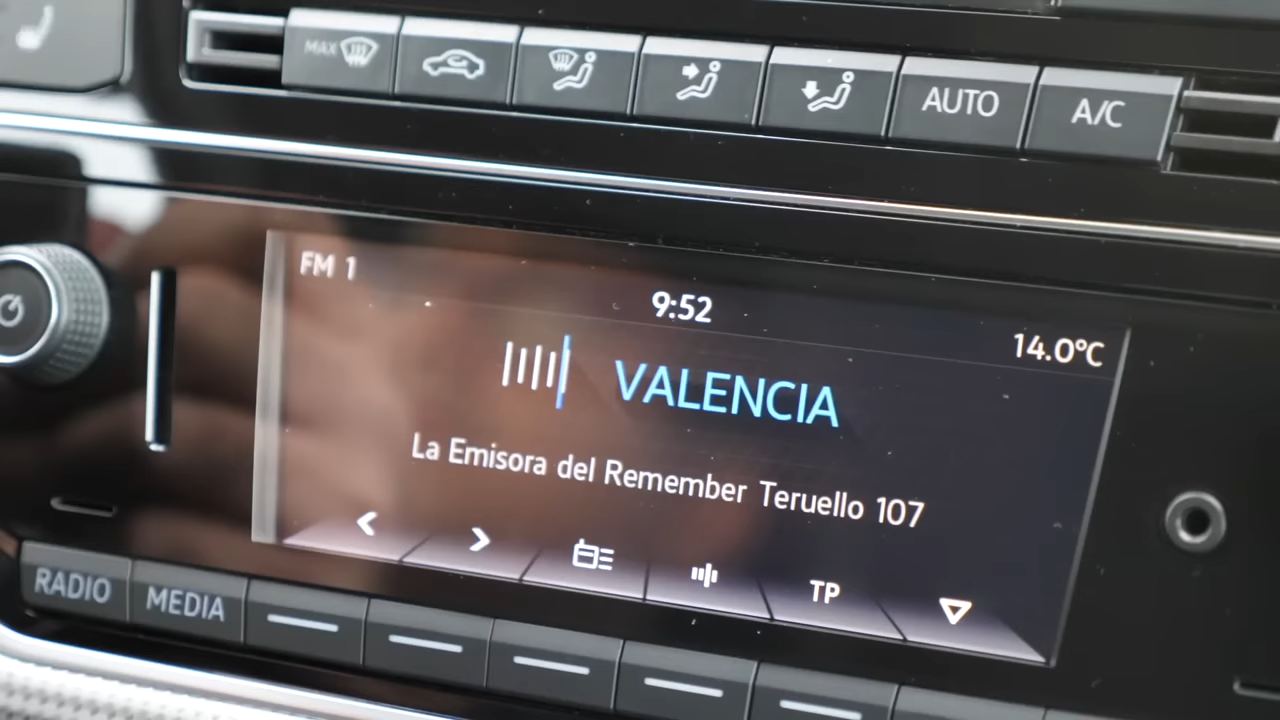 MAX
AUTO
A/C
FM 1
9:52
14.0°C
VALENCIA
La Emisora del Remember Teruello 107
TP
RADIO
MEDIA